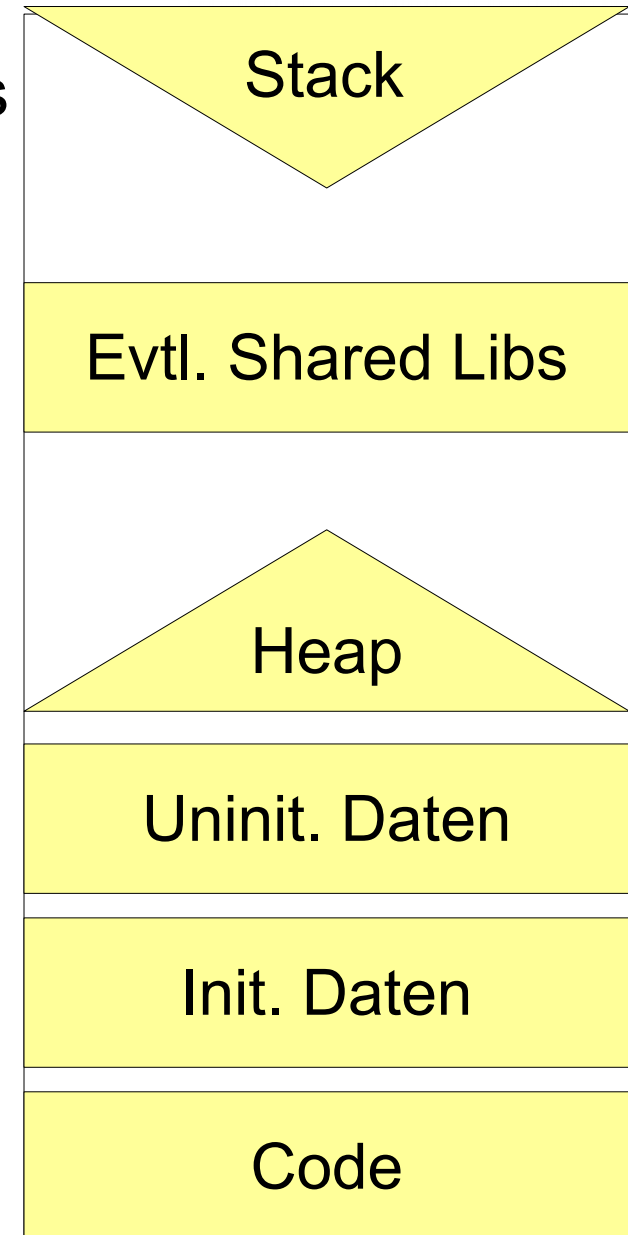 s
Stack
Evtl. Shared Libs
Heap
Uninit. Daten
Init. Daten
Code